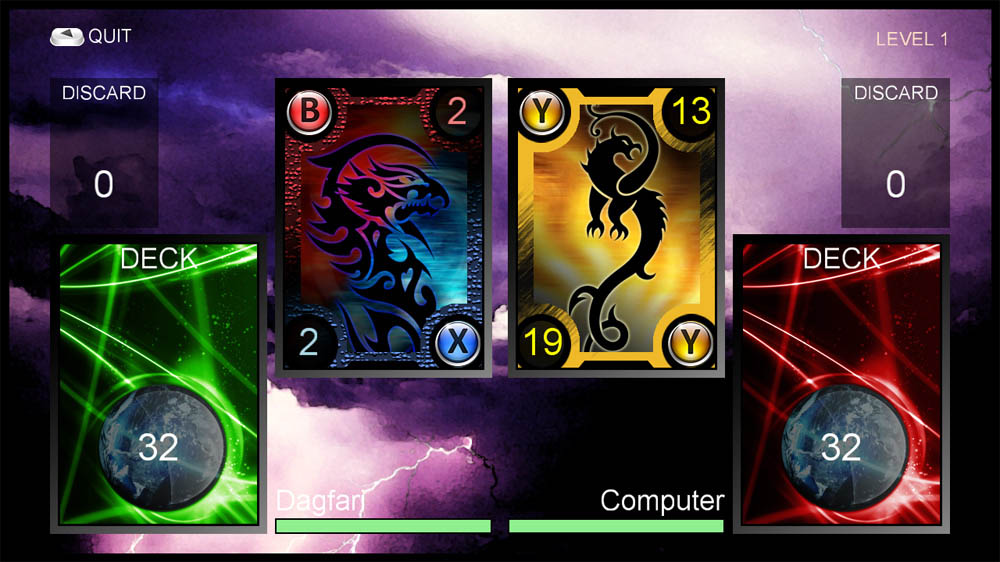 QUIT
LEVEL 1
DISCARD
0
DISCARD
0
B
2
2
X
Y
13
19
Y
DECK
32
DECK
32
Dagfari
Computer